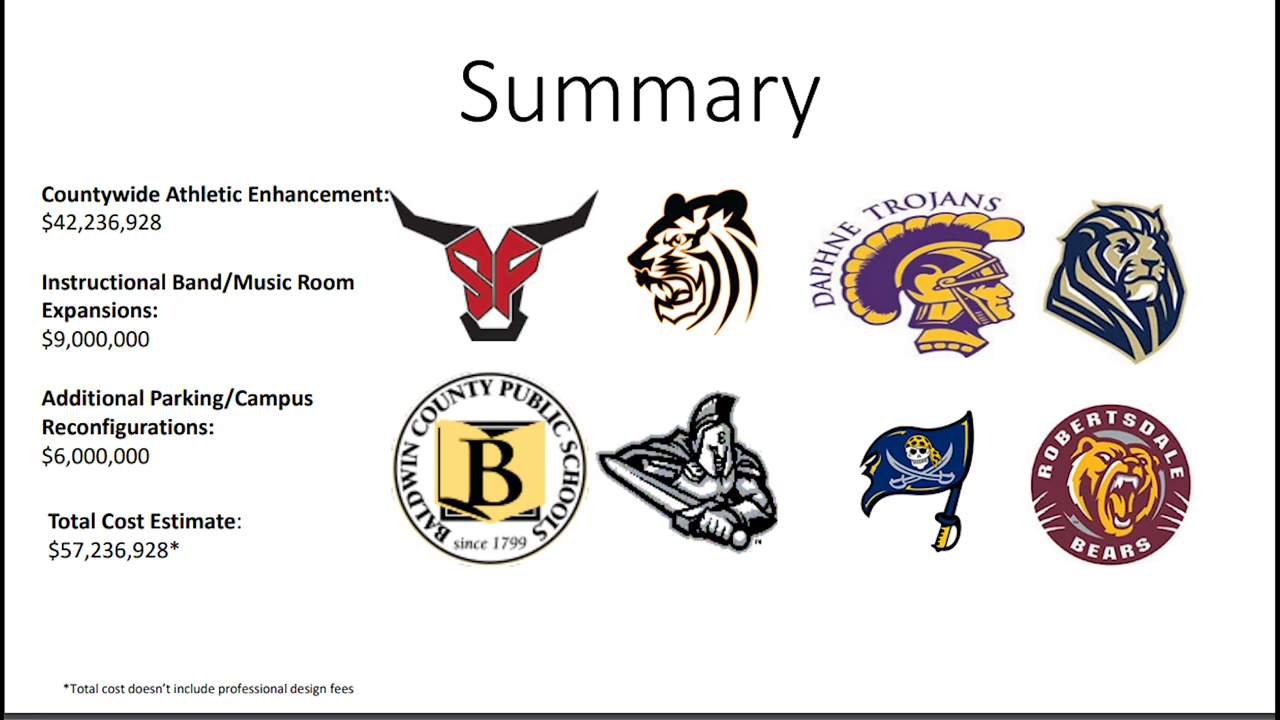 Summary
Countywide Athletic Enhancement:
$42,236,928
Instructional Band/Music Room
Expansions:
$9,000,000
Additional Parking/Campus
Reconfigurations:
$6,000,000
Total Cost Estimate:
$57,236,928*
SF
DAPHNE TROJANS
BALDWIN COUNTY PUBLIC SCHOOLS
B
since 1799
ROBERTSDALE
BEARS
*Total cost doesn't include professional design fees